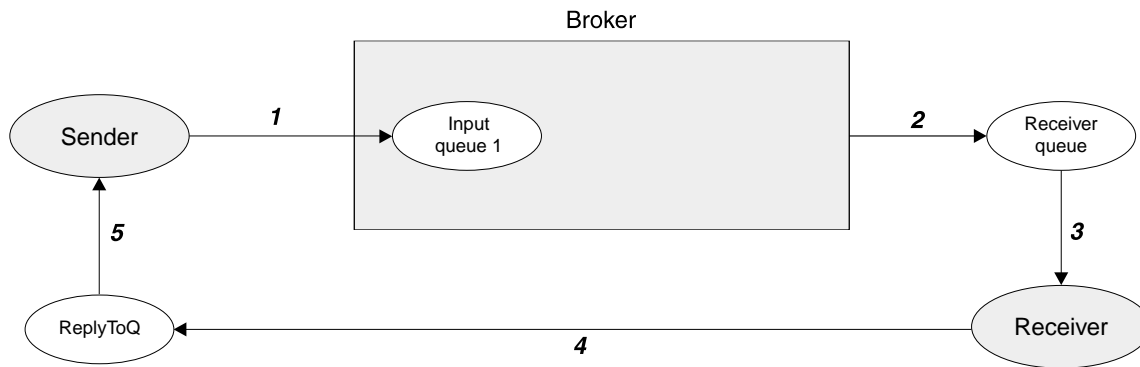 Broker
Sender
1
Input
queue 1
2
Receiver
queue
5
3
ReplyToQ
4
Receiver